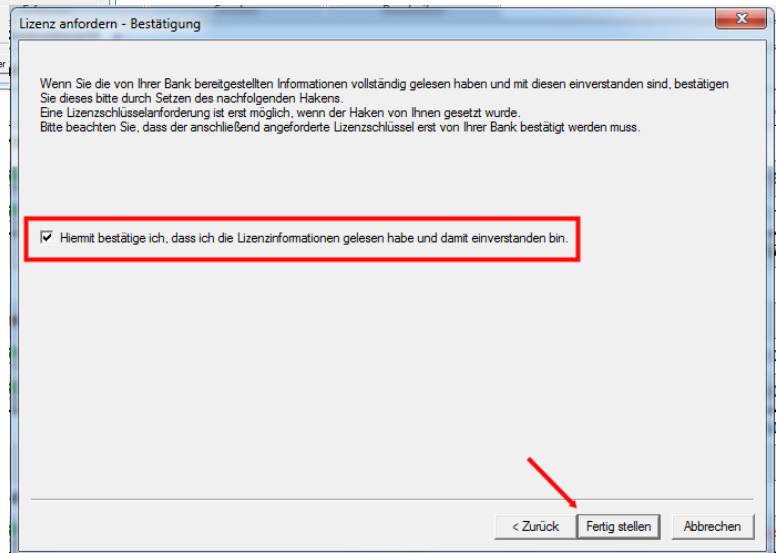 Lizenz anfordern - Bestätigung
er
Wenn Sie die von Ihrer Bank bereitgestellten Informationen vollständig gelesen haben und mit diesen einverstanden sind, bestätigen
Sie dieses bitte durch Setzen des nachfolgenden Hakens.
Eine Lizenzschlüsselanforderung ist erst möglich, wenn der Haken von Ihnen gesetzt wurde.
Bitte beachten Sie, dass der anschließend angeforderte Lizenzschlüssel erst von Ihrer Bank bestätigt werden muss.
Hiermit bestätige ich, dass ich die Lizenzinformationen gelesen habe und damit einverstanden bin.
< Zurück Fertig stellen Abbrechen